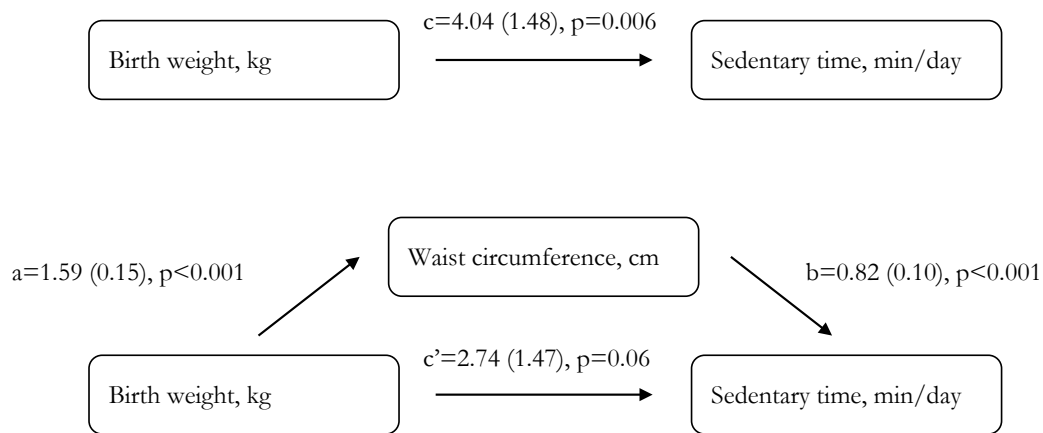 c=4.04 (1.48), p=0.006
Birth weight, kg
Sedentary time, min/day
Waist circumference, cm
a=1.59 (0.15), p<0.001
b=0.82 (0.10), p<0.001
c’=2.74 (1.47), p=0.06
Birth weight, kg
Sedentary time, min/day